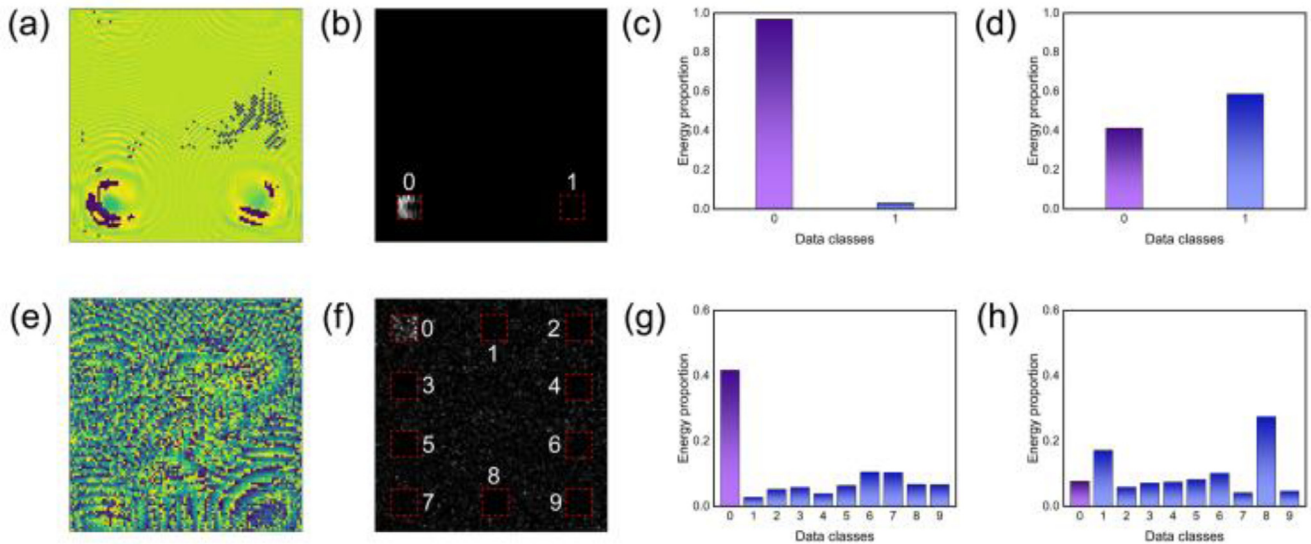 (a)
(b)
0 1
(c)
Energy proportion
1.0
0.8
0.6
0.4
0.2
0.0
0 1
Data classes
(d)
Energy proportion
1.0
0.8
0.6
0.4
0.2
0.0
0 1
Data classes
(e)
(f)
0 1 2
3 4
5 6
7 8 9
(g)
Energy proportion
0.6
0.4
0.2
0.0
0 1 2 3 4 5 6 7 8 9
Data classes
(h)
Energy proportion
0.6
0.4
0.2
0.0
0 1 2 3 4 5 6 7 8 9
Data classes